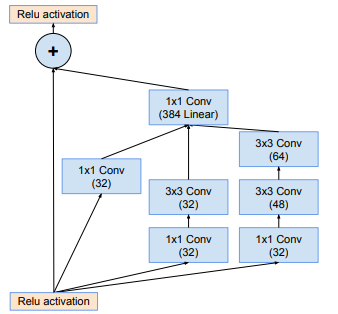 Relu activation
+
1x1 Conv
(384 Linear)
3x3 Conv
(64)
1x1 Conv
(32)
3x3 Conv
(32)
3x3 Conv
(48)
1x1 Conv
(32)
1x1 Conv
(32)
Relu activation